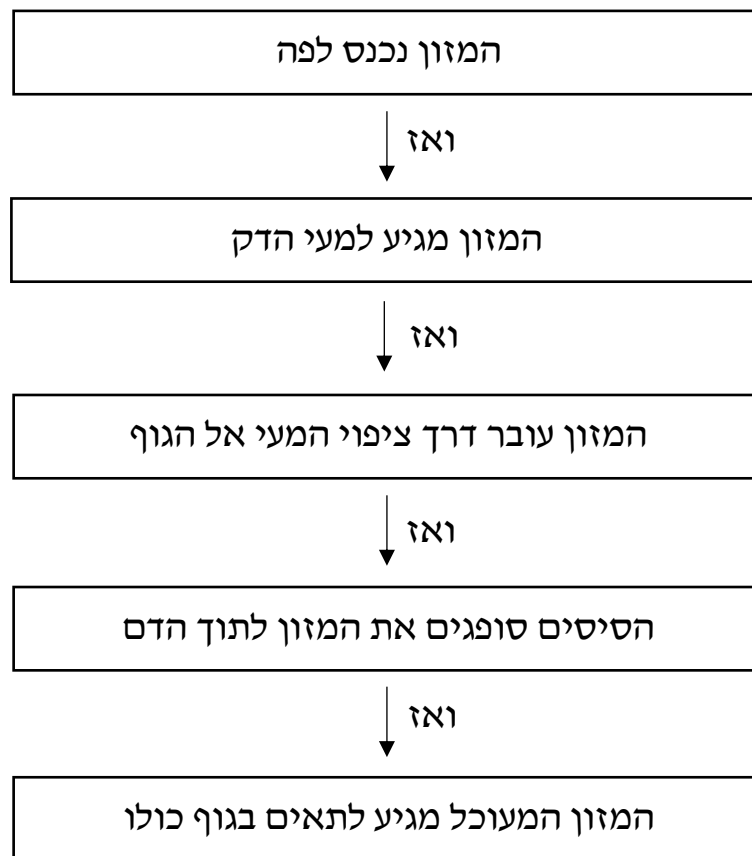 המזון נכנס לפה
ואז
המזון מגיע למעי הדק
ואז
המזון עובר דרך ציפוי המעי אל הגוף
ואז
הסיסים סופגים את המזון לתוך הדם
ואז
המזון המעוכל מגיע לתאים בגוף כולו